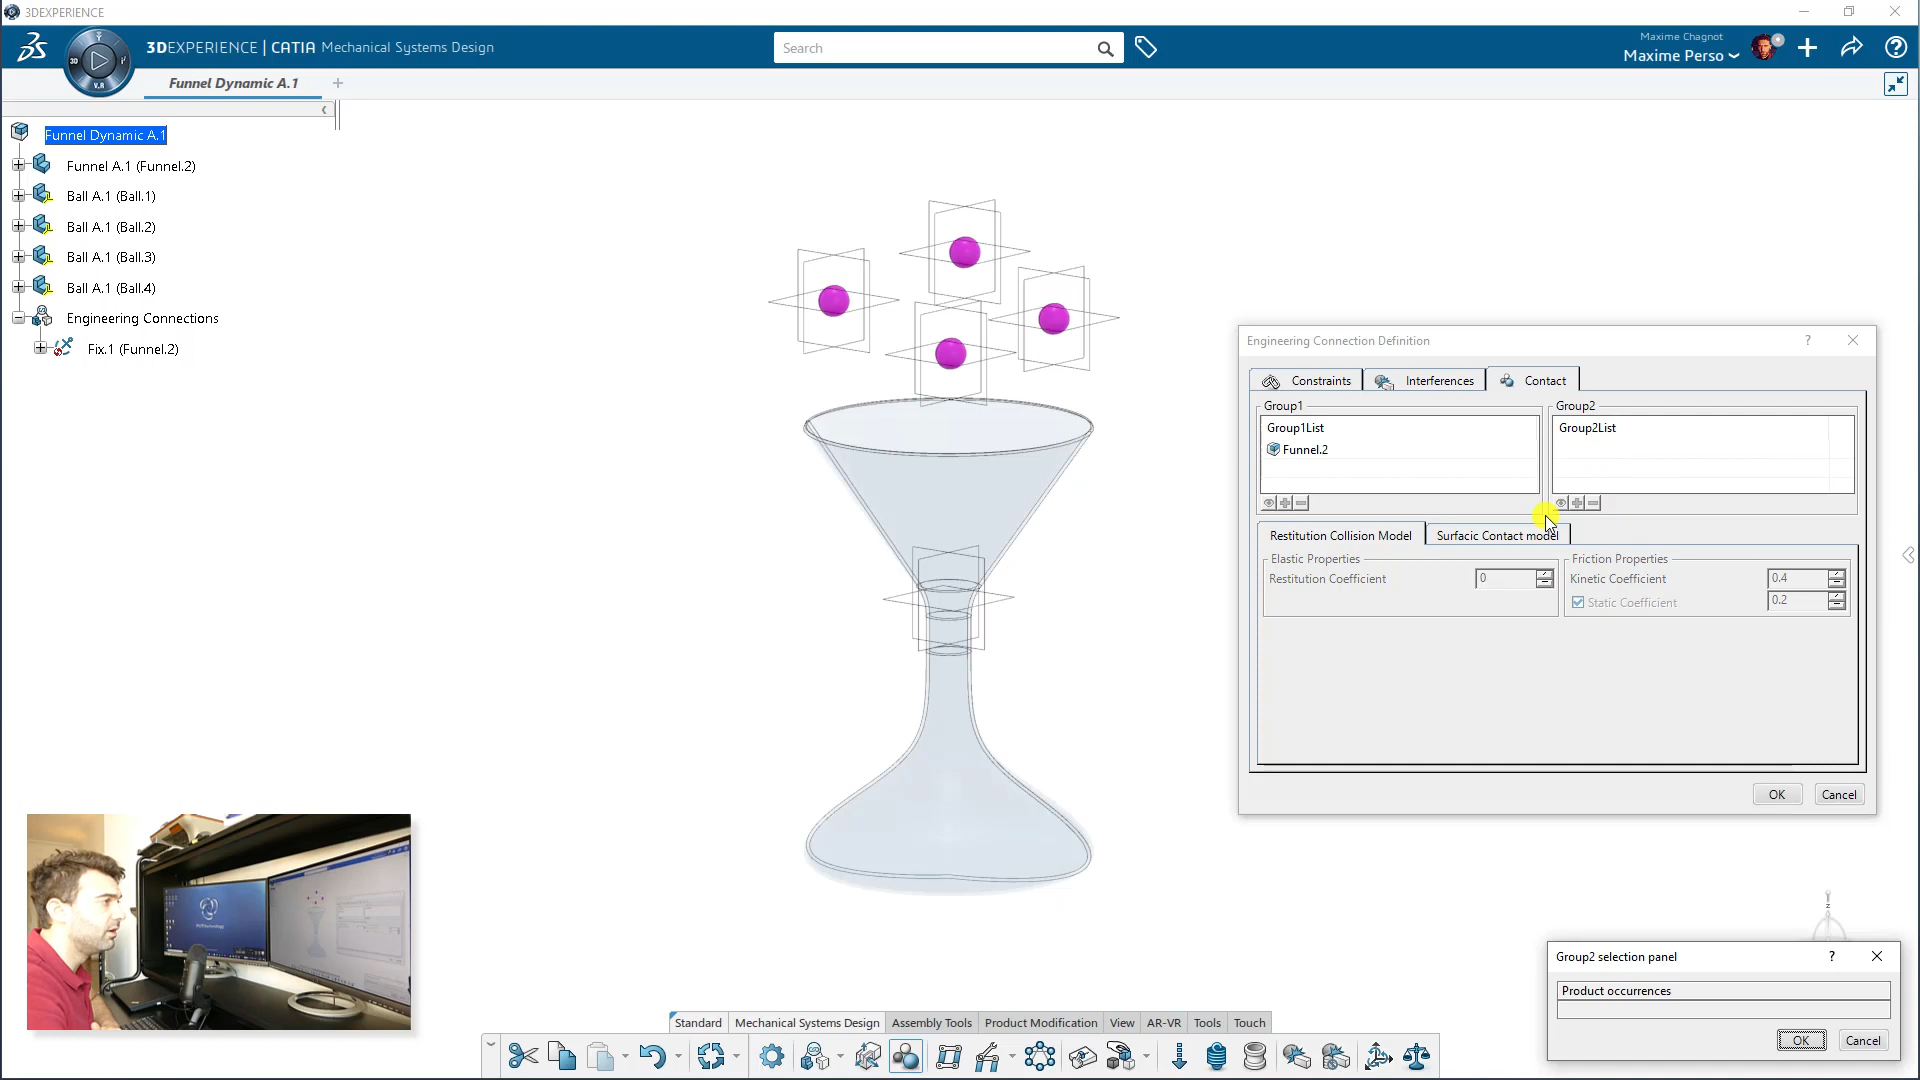 3DEXPERIENCE
3DEXPERIENCE | CATIA Mechanical Systems Design
Search
Maxime Chagnot
Maxime Perso
3D
V.R
Funnel Dynamic A.1
Funnel Dynamic A.1
Funnel A.1 (Funnel.2)
Ball A.1 (Ball.1)
Ball A.1 (Ball.2)
Ball A.1 (Ball.3)
Ball A.1 (Ball.4)
Engineering Connections
Fix.1 (Funnel.2)
Engineering Connection Definition
Constraints
Interferences
Contact
Group1
Group2
Group1List
Group2List
Funnel.2
Restitution Collision Model
Surfacic Contact model
Elastic Properties
Friction Properties
Restitution Coefficient
0
Kinetic Coefficient
0.4
Static Coefficient
0.2
OK
Cancel
z
Group2 selection panel
Product occurrences
OK
Cancel
Standard
Mechanical Systems Design
Assembly Tools
Product Modification
View
AR-VR
Tools
Touch